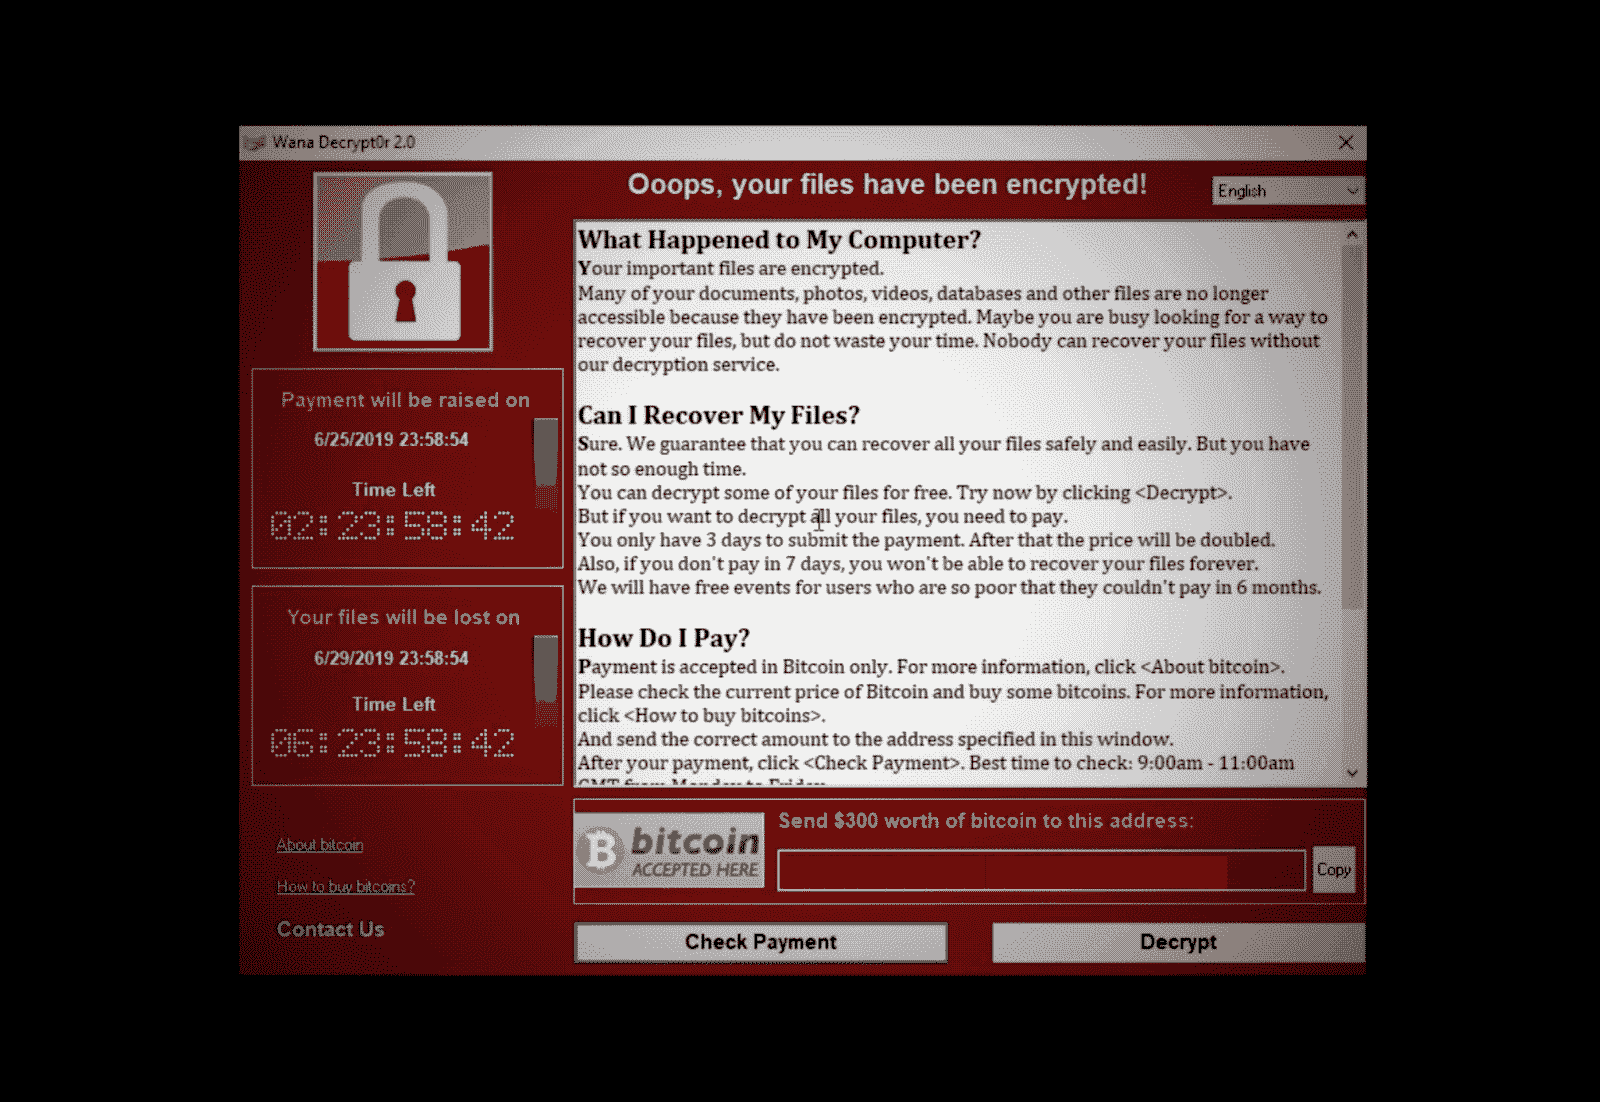 Wana Decrypt0r 2.0
Ooops, your files have been encrypted!
English
What Happened to My Computer?
Your important files are encrypted.
Many of your documents, photos, videos, databases and other files are no longer
accessible because they have been encrypted. Maybe you are busy looking for a way to
recover your files, but do not waste your time. Nobody can recover your files without
our decryption service.
Can I Recover My Files?
Sure. We guarantee that you can recover all your files safely and easily. But you have
not so enough time.
You can decrypt some of your files for free. Try now by clicking <Decrypt>.
But if you want to decrypt all your files, you need to pay.
You only have 3 days to submit the payment. After that the price will be doubled.
Also, if you don't pay in 7 days, you won't be able to recover your files forever.
We will have free events for users who are so poor that they couldn't pay in 6 months.
How Do I Pay?
Payment is accepted in Bitcoin only. For more information, click <About bitcoin>.
Please check the current price of Bitcoin and buy some bitcoins. For more information,
click <How to buy bitcoins>.
And send the correct amount to the address specified in this window.
After your payment, click <Check Payment>. Best time to check: 9:00am - 11:00am
GMT from Monday to Friday.
Payment will be raised on
6/25/2019 23:58:54
Time Left
02:23:58:42
Your files will be lost on
6/29/2019 23:58:54
Time Left
06:23:58:42
About bitcoin
How to buy bitcoins?
Contact Us
bitcoin
ACCEPTED HERE
Send $300 worth of bitcoin to this address:
Copy
Check Payment
Decrypt